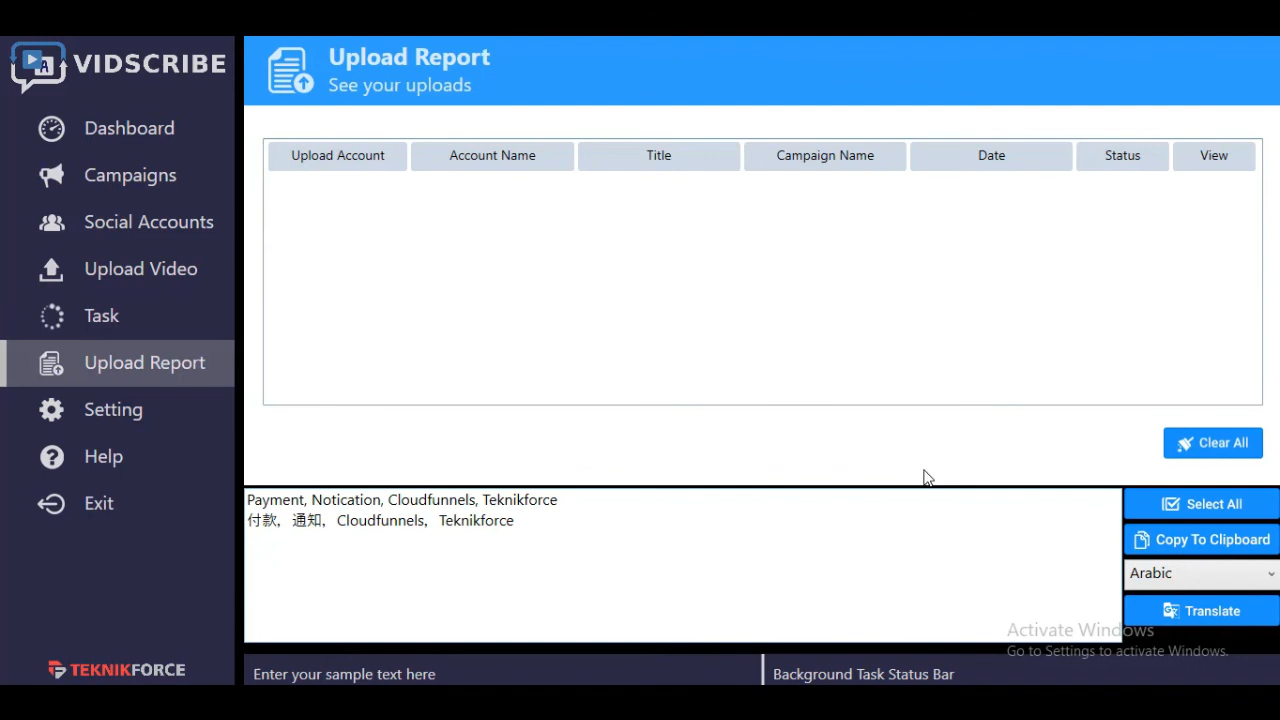 VIDSCRIBE
Dashboard
Campaigns
Social Accounts
Upload Video
Task
Upload Report
Setting
Help
Exit
TEKNIKFORCE
Upload Report
See your uploads
Upload Account Account Name Title Campaign Name Date Status View
Clear All
Payment, Notication, Cloudfunnels, Teknikforce
付款, 通知, Cloudfunnels, Teknikforce
Select All
Copy To Clipboard
Arabic
Translate
Activate Windows
Go to Settings to activate Windows.
Enter your sample text here
Background Task Status Bar